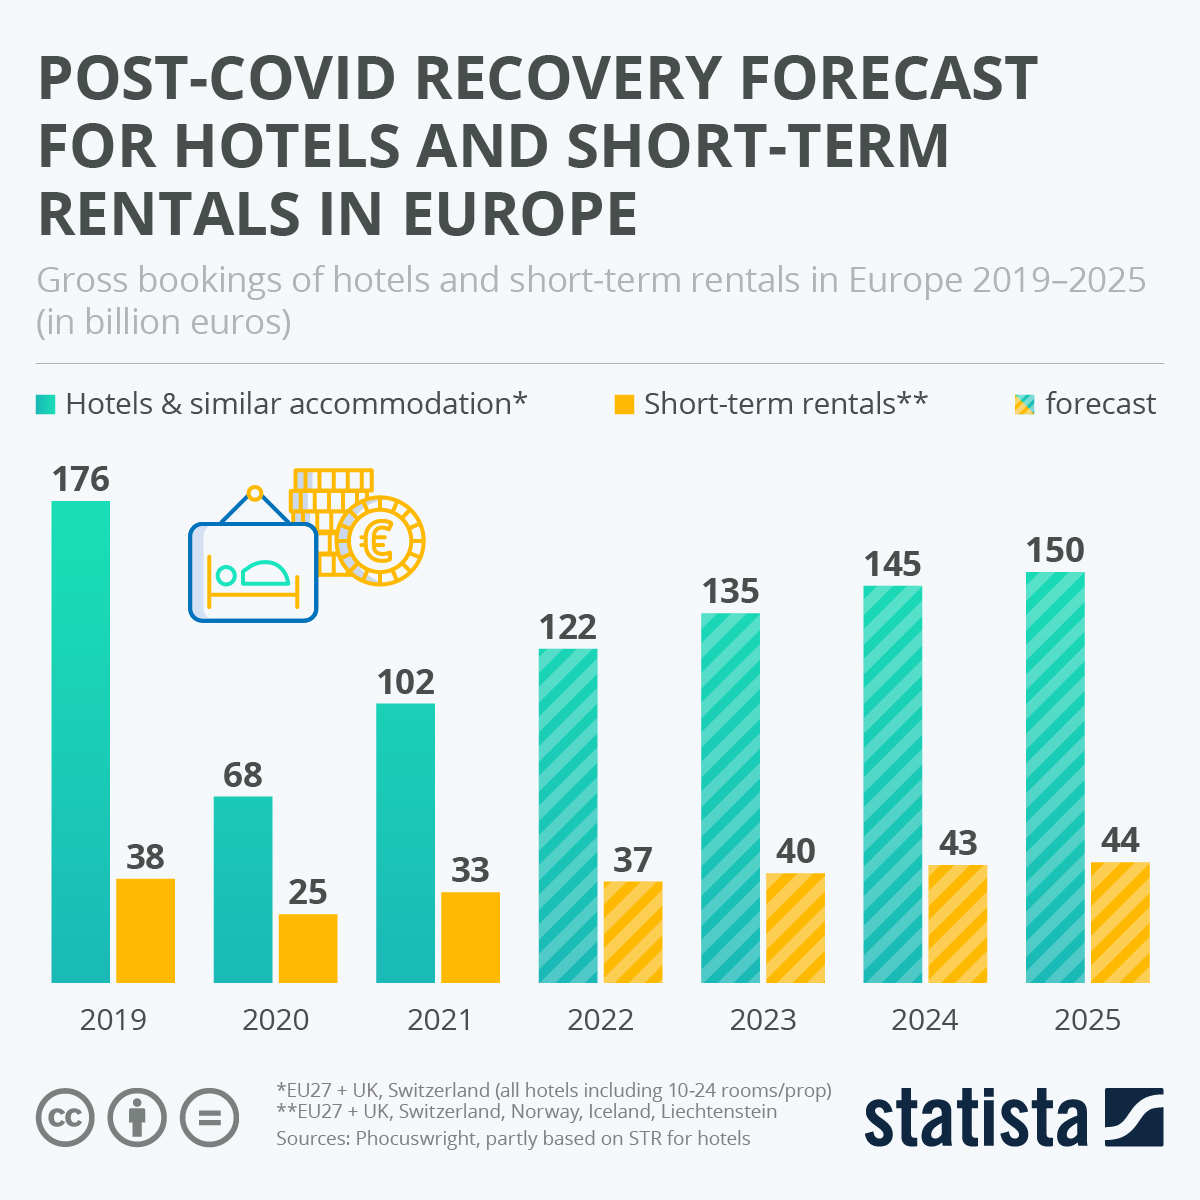 POST-COVID RECOVERY FORECAST
FOR HOTELS AND SHORT-TERM
RENTALS IN EUROPE
Gross bookings of hotels and short-term rentals in Europe 2019–2025
(in billion euros)
Hotels & similar accommodation* Short-term rentals** forecast
176 38
68 25
102 33
122 37
135 40
145 43
150 44
€
2019 2020 2021 2022 2023 2024 2025
*EU27 + UK, Switzerland (all hotels including 10-24 rooms/prop)
**EU27 + UK, Switzerland, Norway, Iceland, Liechtenstein
Sources: Phocuswright, partly based on STR for hotels
cc
=
statista